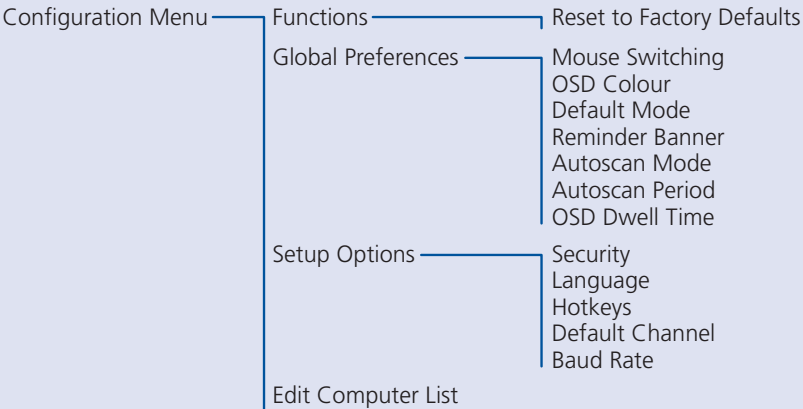 Configuration Menu Functions Reset to Factory Defaults
Global Preferences Mouse Switching
OSD Colour
Default Mode
Reminder Banner
Autoscan Mode
Autoscan Period
OSD Dwell Time
Setup Options Security
Language
Hotkeys
Default Channel
Baud Rate
Edit Computer List